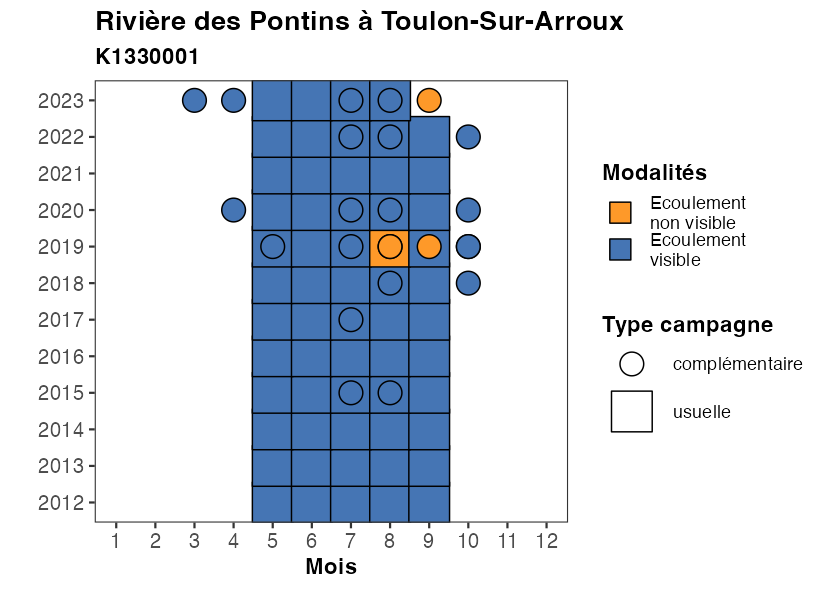 Rivière des Pontins à Toulon-Sur-Arroux
K1330001
2023
2022
2021
2020
2019
2018
2017
2016
2015
2014
2013
2012
1 2 3 4 5 6 7 8 9 10 11 12
Mois
Modalités
Ecoulement
non visible
Ecoulement
visible
Type campagne
complémentaire
usuelle